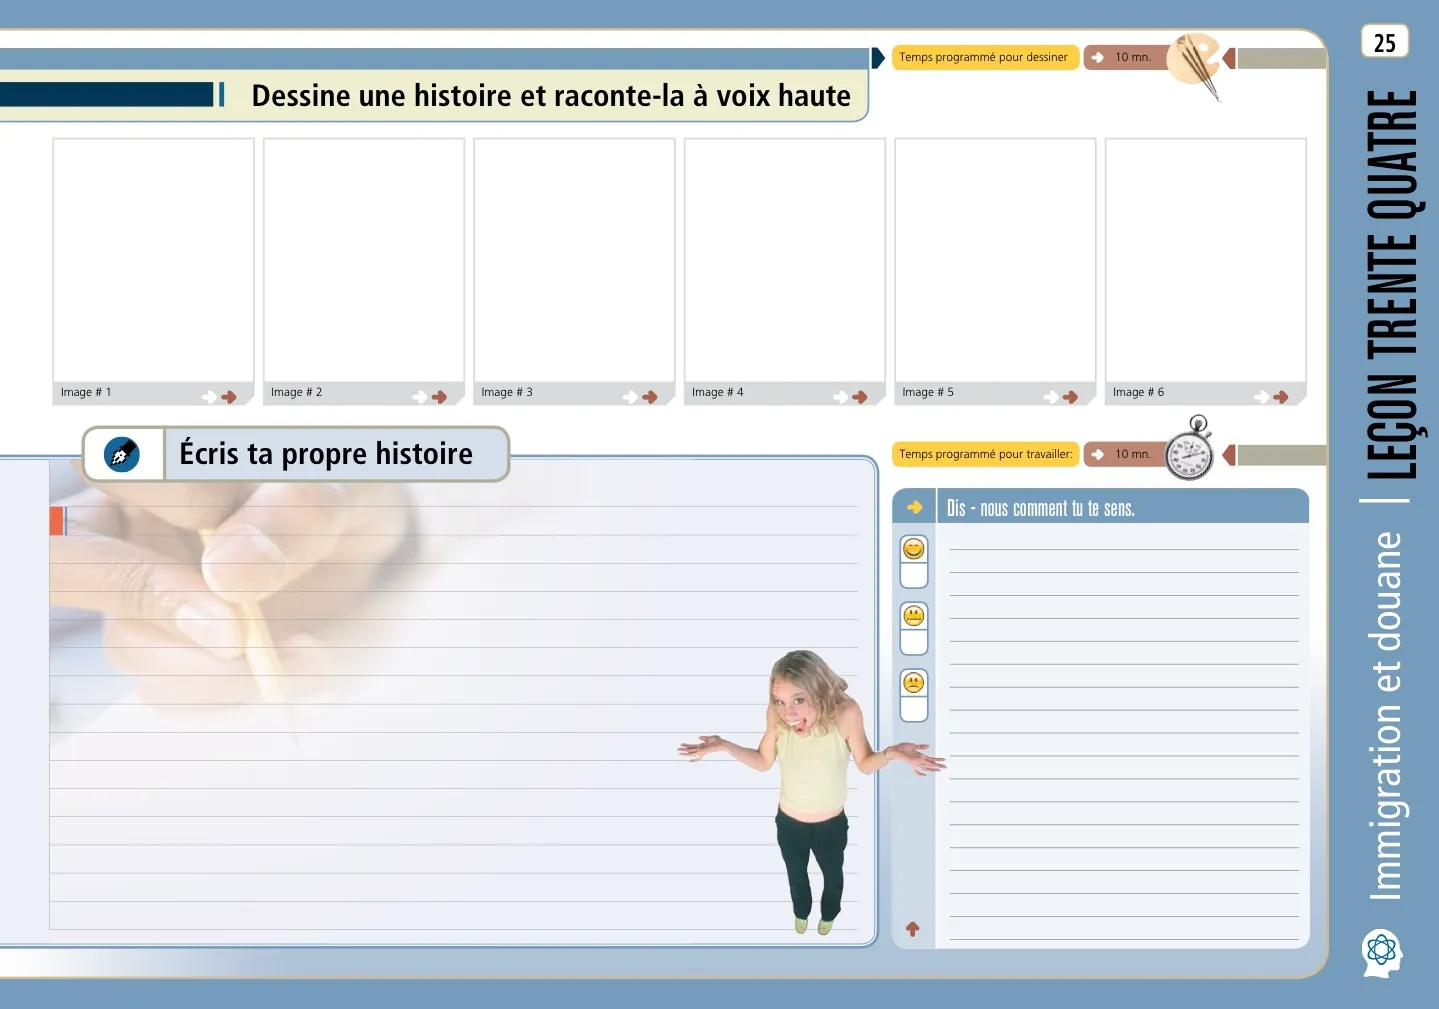 25
Temps programmé pour dessiner
10 mn.
Dessine une histoire et raconte-la à voix haute
Image # 1
Image # 2
Image # 3
Image # 4
Image # 5
Image # 6
Écris ta propre histoire
Temps programmé pour travailler:
10 mn.
Dis - nous comment tu te sens.
LEÇON TRENTE QUATRE
Immigration et douane